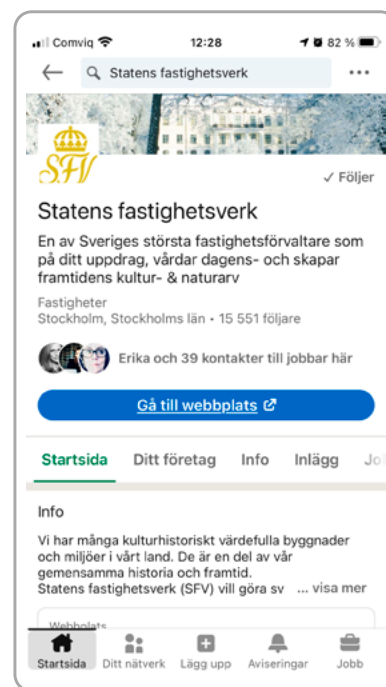 Comviq 12:28 82 %
Statens fastighetsverk
SFV
✓ Följer
Statens fastighetsverk
En av Sveriges största fastighetsförvaltare som
på ditt uppdrag, vårdar dagens- och skapar
framtidens kultur- & naturarv
Fastigheter
Stockholm, Stockholms län • 15 551 följare
Erika och 39 kontakter till jobbar här
Gå till webbplats
Startsida Ditt företag Info Inlägg Jo
Info
Vi har många kulturhistoriskt värdefulla byggnader
och miljöer i vårt land. De är en del av vår
gemensamma historia och framtid.
Statens fastighetsverk (SFV) vill göra sv ... visa mer
Webbplats
Startsida Ditt nätverk Lägg upp Aviseringar Jobb